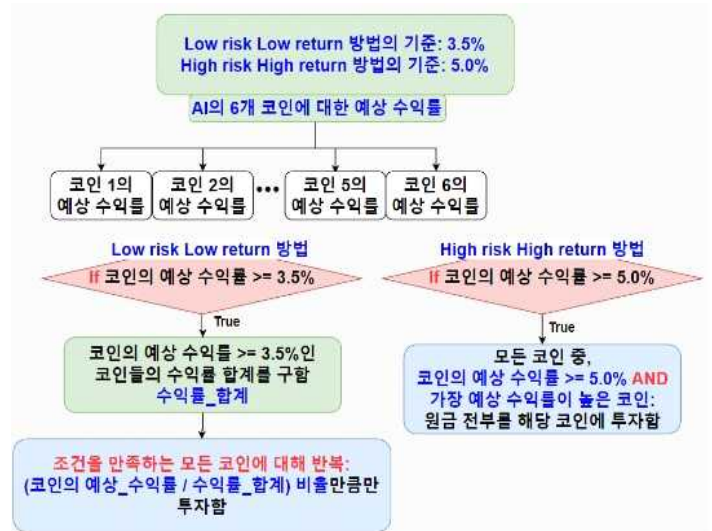 Low risk Low return 방법의 기준: 3.5%
High risk High return 방법의 기준: 5.0%
AI의 6개 코인에 대한 예상 수익률
코인 1의
예상 수익률
코인 2의
예상 수익률
•••
코인 5의
예상 수익률
코인 6의
예상 수익률
Low risk Low return 방법
If 코인의 예상 수익률 >= 3.5%
True
코인의 예상 수익률 >= 3.5%인
코인들의 수익률 합계를 구함
수익률_합계
조건을 만족하는 모든 코인에 대해 반복:
(코인의 예상_수익률 / 수익률_합계) 비율만큼만
투자함
High risk High return 방법
If 코인의 예상 수익률 >= 5.0%
True
모든 코인 중,
코인의 예상 수익률 >= 5.0% AND
가장 예상 수익률이 높은 코인:
원금 전부를 해당 코인에 투자함